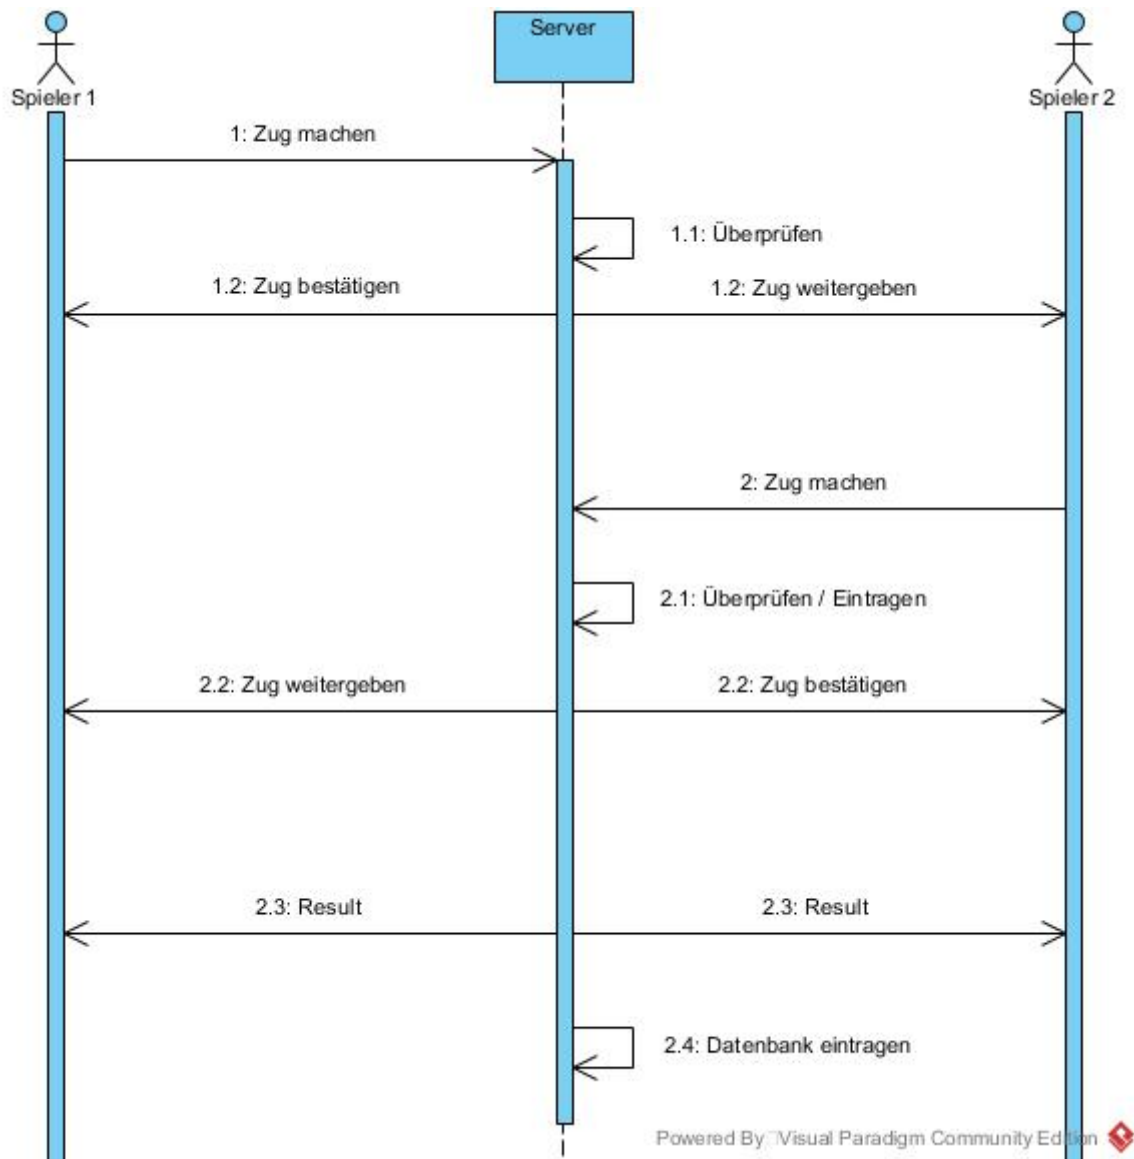 Server
Spieler 1
Spieler 2
1: Zug machen
1.1: Überprüfen
1.2: Zug bestätigen
1.2: Zug weitergeben
2: Zug machen
2.1: Überprüfen / Eintragen
2.2: Zug weitergeben
2.2: Zug bestätigen
2.3: Result
2.3: Result
2.4: Datenbank eintragen
Powered By Visual Paradigm Community Edition